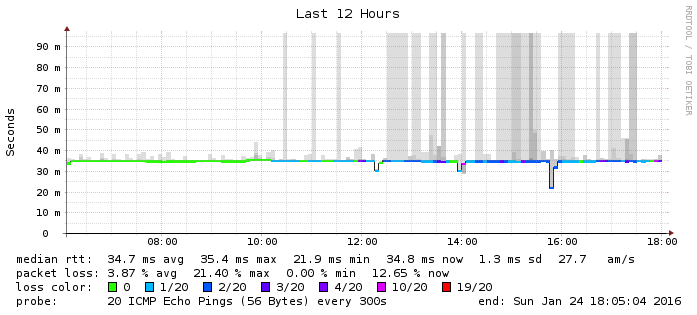 Last 12 Hours
RRDTOOL / TOBI OETIKER
Seconds
90 m
80 m
70 m
60 m
50 m
40 m
30 m
20 m
10 m
0
08:00 10:00 12:00 14:00 16:00 18:00
median rtt: 34.7 ms avg 35.4 ms max 21.9 ms min 34.8 ms now 1.3 ms sd 27.7 am/s
packet loss: 3.87 % avg 21.40 % max 0.00 % min 12.65 % now
loss color: 0 1/20 2/20 3/20 4/20 10/20 19/20
probe: 20 ICMP Echo Pings (56 Bytes) every 300s end: Sun Jan 24 18:05:04 2016